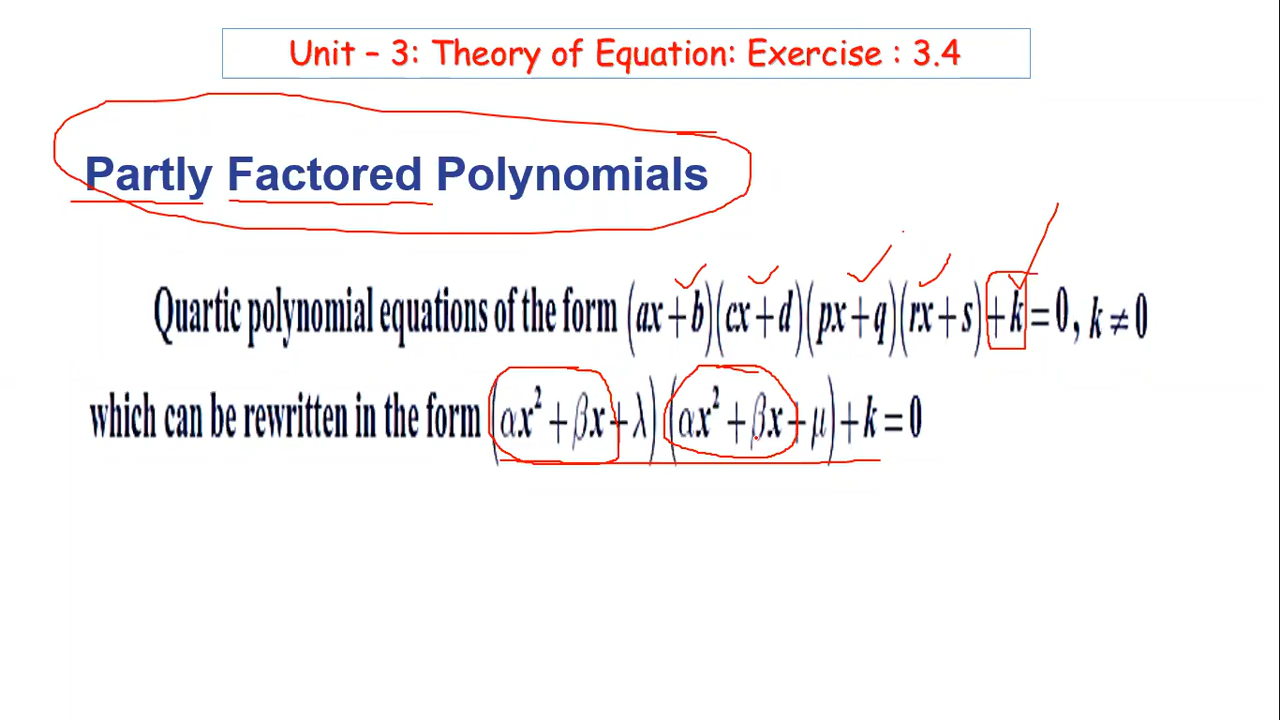 Unit – 3: Theory of Equation: Exercise : 3.4
Partly Factored Polynomials
Quartic polynomial equations of the form (ax+b)(cx+d)(px+q)(rx+s)+k=0, k≠0
which can be rewritten in the form (αx²+βx+λ)(αx²+βx+μ)+k=0